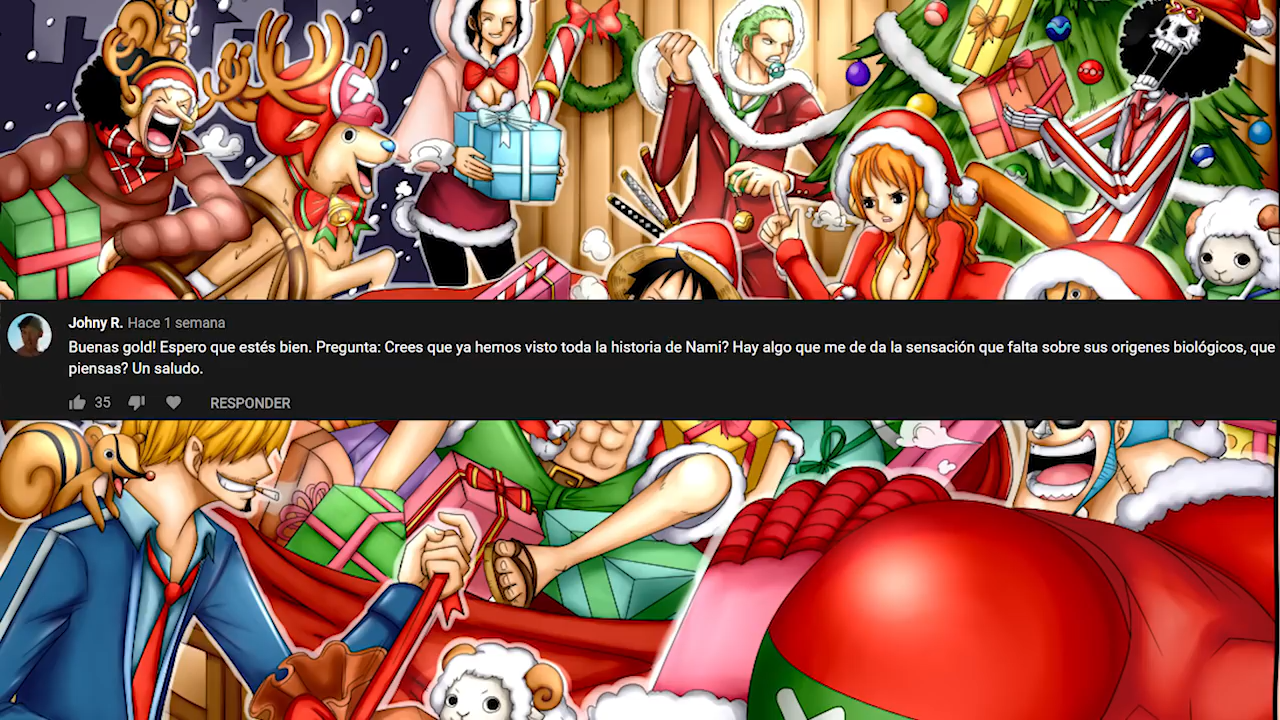 Johny R. Hace 1 semana
Buenas gold! Espero que estés bien. Pregunta: Crees que ya hemos visto toda la historia de Nami? Hay algo que me de da la sensación que falta sobre sus origenes biológicos, que
piensas? Un saludo.
35 RESPONDER